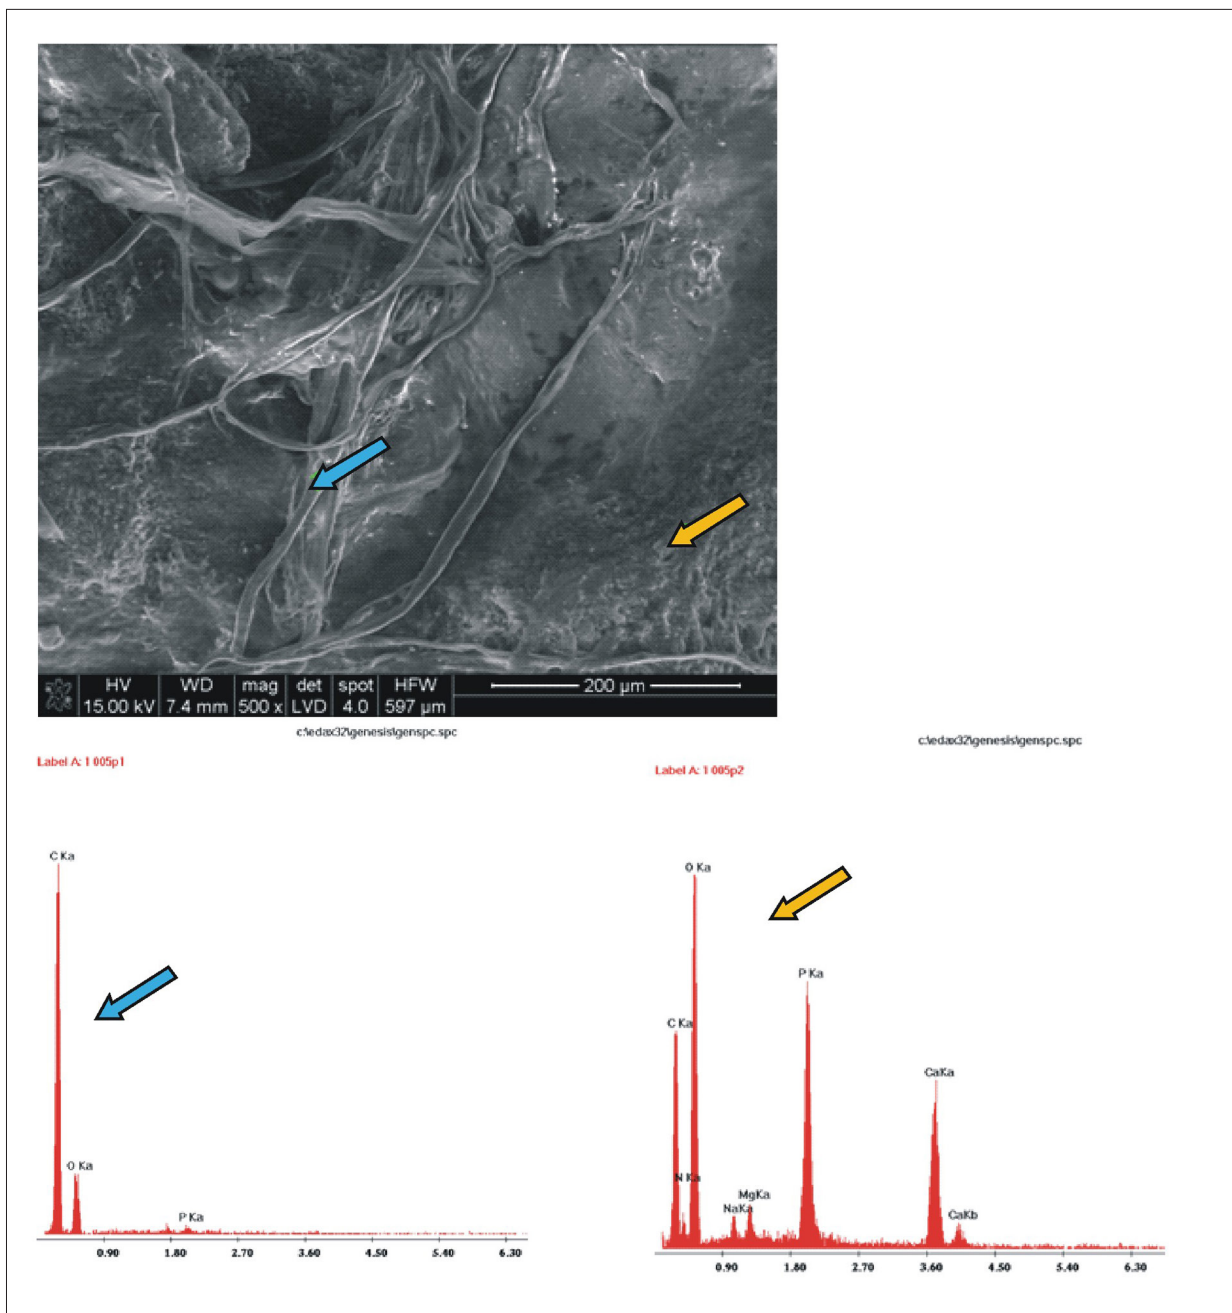 HV WD mag det spot HFW
15.00 kV 7.4 mm 500 x LVD 4.0 597 µm 200 µm
c:\edax32\genesis\genspc.spc
c:\edax32\genesis\genspc.spc
Label A: 1 005p1
Label A: 1 005p2
C Ka
O Ka
P Ka
0.90 1.80 2.70 3.60 4.50 5.40 6.30
O Ka
P Ka
C Ka
CaKa
N Ka
MgKa
NaKa
CaKb
0.90 1.80 2.70 3.60 4.50 5.40 6.30